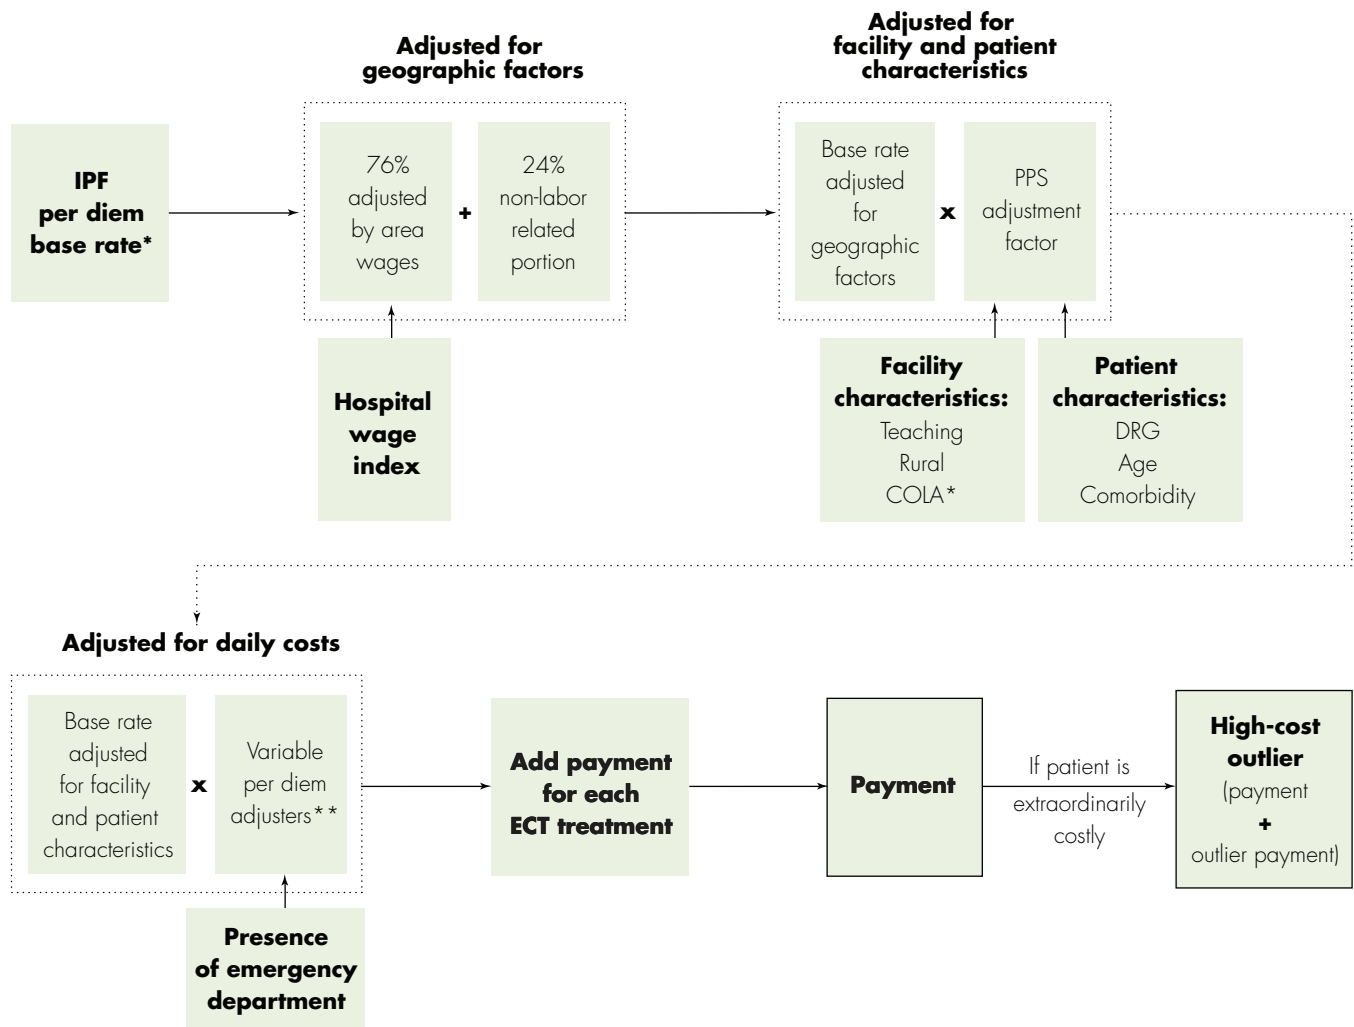 Adjusted for
geographic factors
Adjusted for
facility and patient
characteristics
IPF
per diem
base rate*
76%
adjusted
by area
wages
+
24%
non-labor
related
portion
Base rate
adjusted
for
geographic
factors
x
PPS
adjustment
factor
Hospital
wage
index
Facility
characteristics:
Teaching
Rural
COLA*
Patient
characteristics:
DRG
Age
Comorbidity
Adjusted for daily costs
Base rate
adjusted
for facility
and patient
characteristics
x
Variable
per diem
adjusters**
Presence
of emergency
department
Add payment
for each
ECT treatment
Payment
If patient is
extraordinarily
costly
High-cost
outlier
(payment
+
outlier payment)